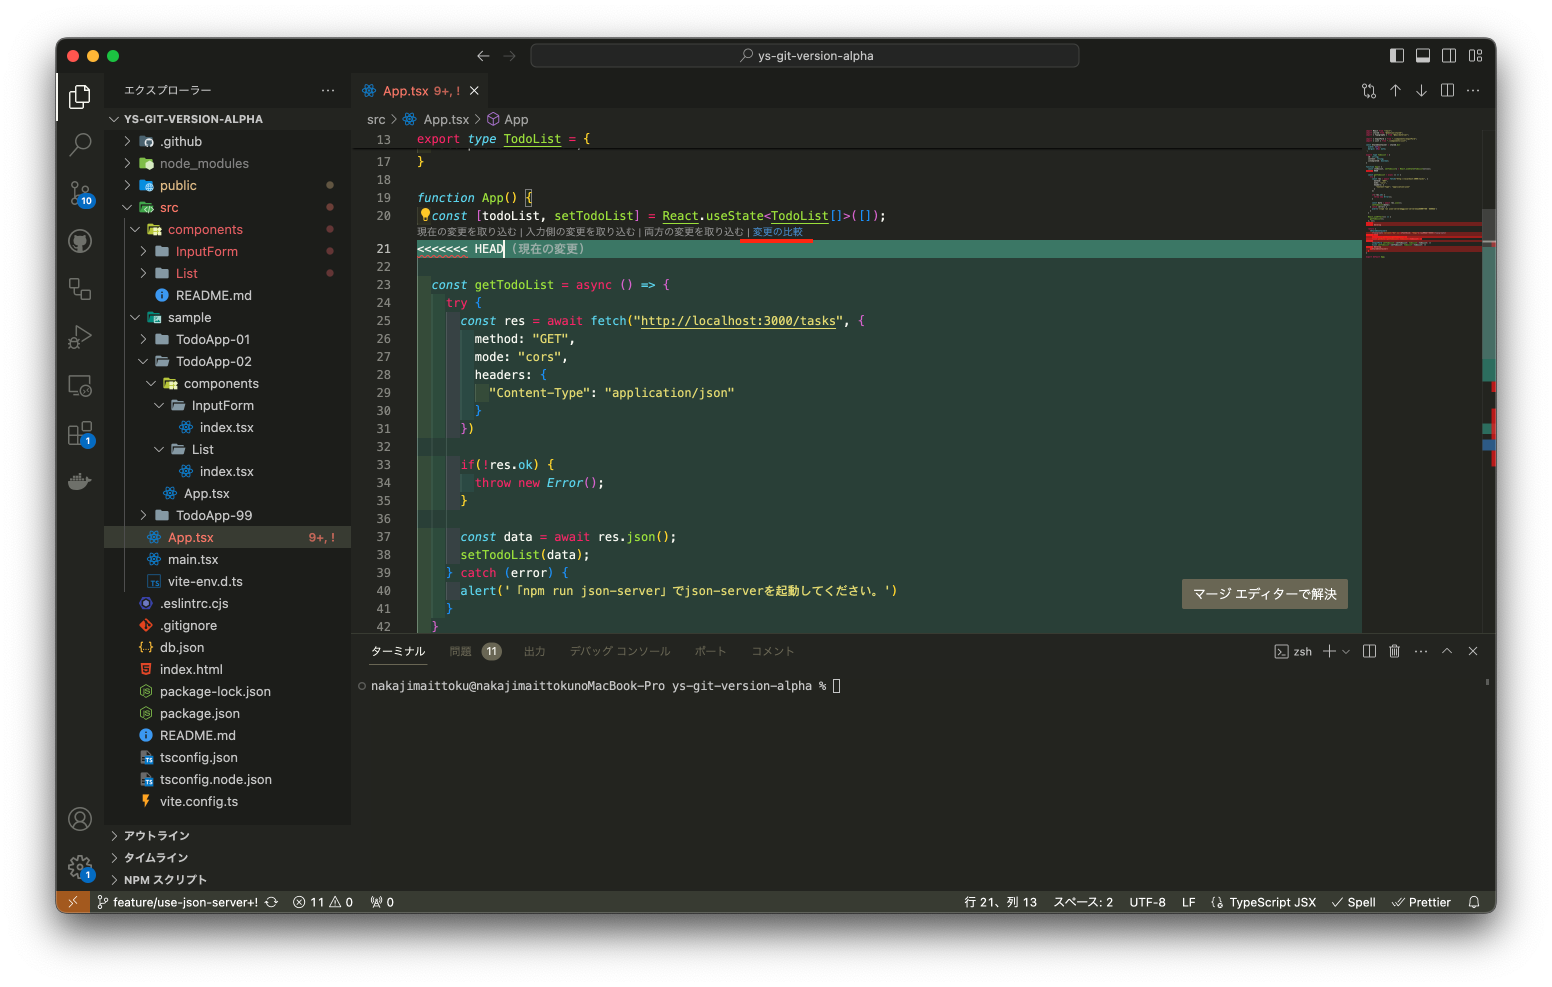 ys-git-version-alpha
エクスプローラー
YS-GIT-VERSION-ALPHA
.github
node_modules
public
src
components
InputForm
List
README.md
sample
TodoApp-01
TodoApp-02
components
InputForm
index.tsx
List
index.tsx
App.tsx
TodoApp-99
App.tsx 9+, !
main.tsx
vite-env.d.ts
.eslintrc.cjs
.gitignore
db.json
index.html
package-lock.json
package.json
README.md
tsconfig.json
tsconfig.node.json
vite.config.ts
アウトライン
タイムライン
NPM スクリプト
10
1
1
App.tsx 9+, !
src > App.tsx > App
13 export type TodoList = {
17 }
18
19 function App() {
20 const [todoList, setTodoList] = React.useState<TodoList[]>([]);
現在の変更を取り込む | 入力側の変更を取り込む | 両方の変更を取り込む | 変更の比較
21 <<<<<<< HEAD (現在の変更)
22
23 const getTodoList = async () => {
24 try {
25 const res = await fetch("http://localhost:3000/tasks", {
26 method: "GET",
27 mode: "cors",
28 headers: {
29 "Content-Type": "application/json"
30 }
31 })
32
33 if(!res.ok) {
34 throw new Error();
35 }
36
37 const data = await res.json();
38 setTodoList(data);
39 } catch (error) {
40 alert('「npm run json-server」でjson-serverを起動してください。')
41 }
42 }
マージ エディターで解決
ターミナル 問題 11 出力 デバッグ コンソール ポート コメント
zsh
nakajimaittoku@nakajimaittokunoMacBook-Pro ys-git-version-alpha %
feature/use-json-server+! 11 0 0
行 21、列 13 スペース: 2 UTF-8 LF TypeScript JSX Spell Prettier